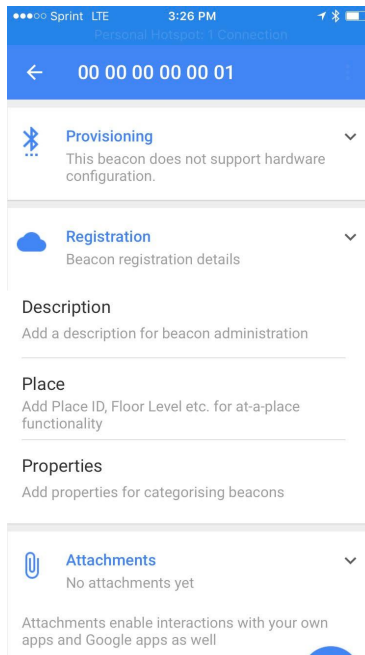 Sprint LTE 3:26 PM
Personal Hotspot: 1 Connection
00 00 00 00 00 01
Provisioning
This beacon does not support hardware
configuration.
Registration
Beacon registration details
Description
Add a description for beacon administration
Place
Add Place ID, Floor Level etc. for at-a-place
functionality
Properties
Add properties for categorising beacons
Attachments
No attachments yet
Attachments enable interactions with your own
apps and Google apps as well